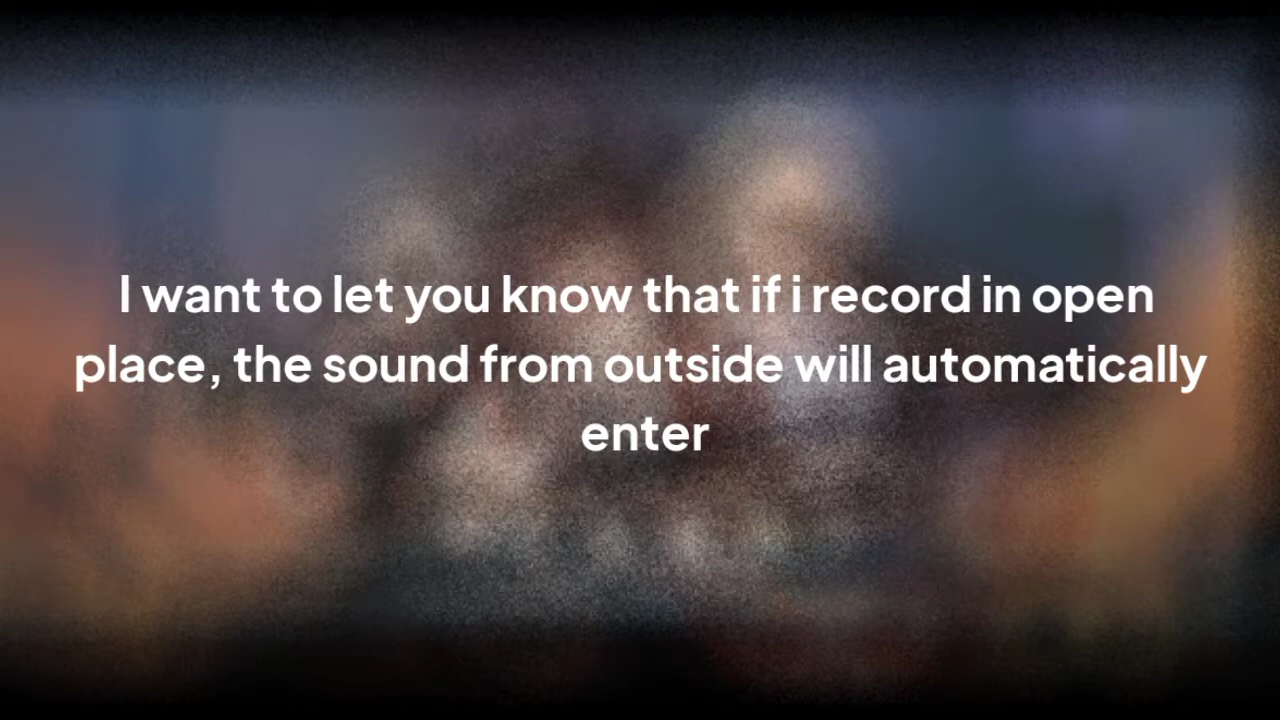 I want to let you know that if i record in open
place, the sound from outside will automatically
enter